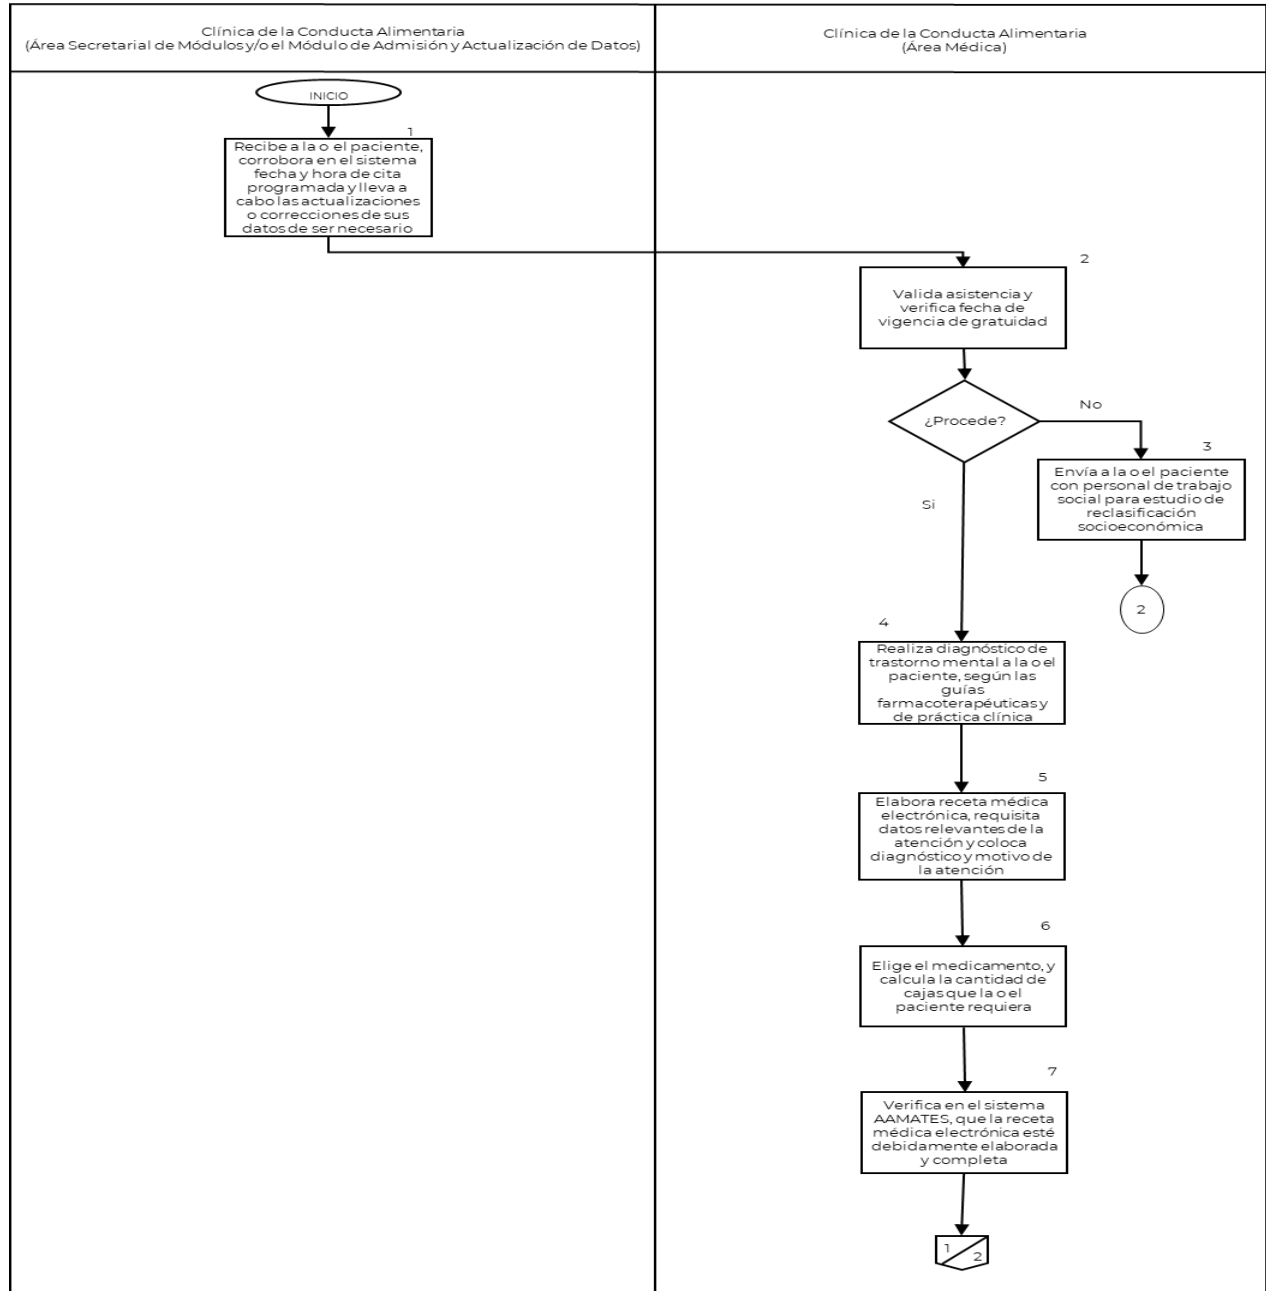 Clínica de la Conducta Alimentaria
(Área Secretarial de Módulos y/o el Módulo de Admisión y Actualización de Datos)
Clínica de la Conducta Alimentaria
(Área Médica)
INICIO
1
Recibe a la o el paciente,
corrobora en el sistema
fecha y hora de cita
programada y lleva a
cabo las actualizaciones
o correcciones de sus
datos de ser necesario
2
Valida asistencia y
verifica fecha de
vigencia de gratuidad
¿Procede?
No
3
Envía a la o el paciente
con personal de trabajo
social para estudio de
reclasificación
socioeconómica
2
Si
4
Realiza diagnóstico de
trastorno mental a la o el
paciente, según las
guías
farmacoterapéuticas y
de práctica clínica
5
Elabora receta médica
electrónica, requisita
datos relevantes de la
atención y coloca
diagnóstico y motivo de
la atención
6
Elige el medicamento, y
calcula la cantidad de
cajas que la o el
paciente requiera
7
Verifica en el sistema
AAMATES, que la receta
médica electrónica esté
debidamente elaborada
y completa
1
2